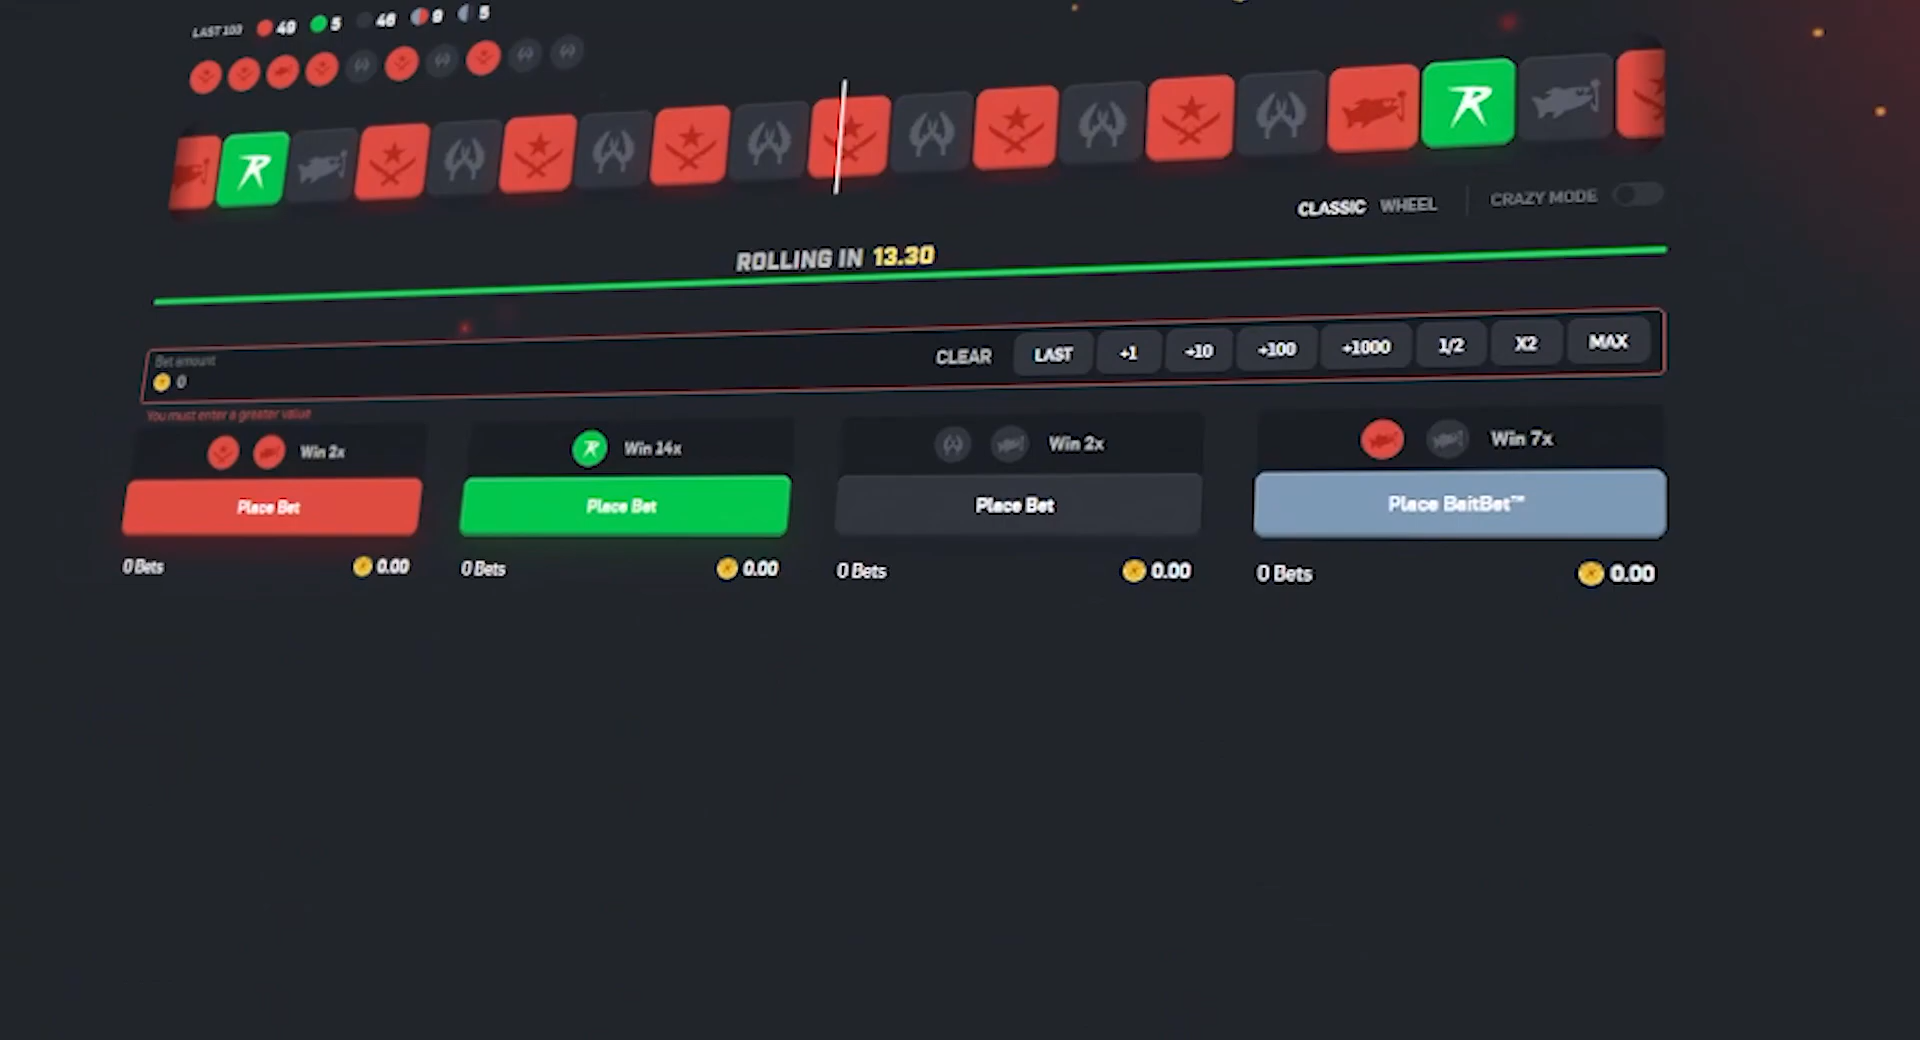 LAST 100 49 5 46 9 5
CLASSIC WHEEL CRAZY MODE
ROLLING IN 13.30
Bet amount
0
CLEAR LAST +1 +10 +100 +1000 1/2 X2 MAX
You must enter a greater value
Win 2x R Win 14x Win 2x Win 7x
Place Bet Place Bet Place Bet Place BaitBet™
0 Bets 0.00 0 Bets 0.00 0 Bets 0.00 0 Bets 0.00